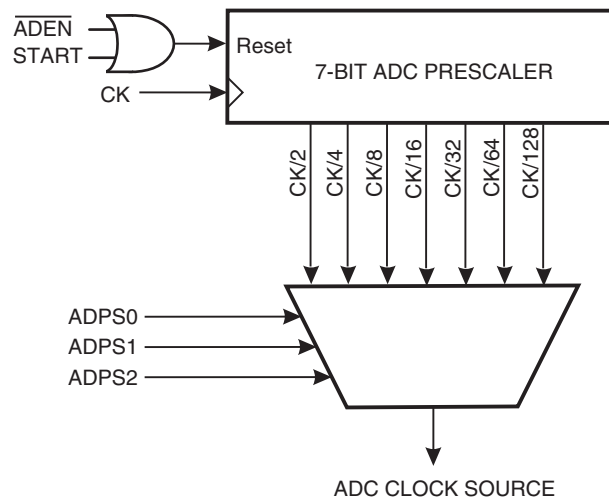 ADEN
START
Reset
7-BIT ADC PRESCALER
CK
CK/2
CK/4
CK/8
CK/16
CK/32
CK/64
CK/128
ADPS0
ADPS1
ADPS2
ADC CLOCK SOURCE